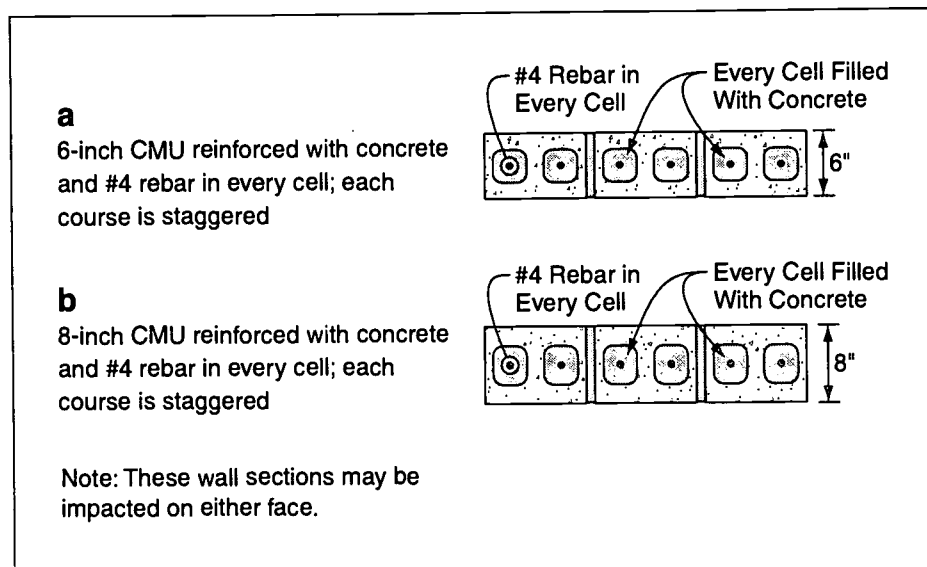 a
6-inch CMU reinforced with concrete
and #4 rebar in every cell; each
course is staggered
#4 Rebar in
Every Cell
Every Cell Filled
With Concrete
6"
b
8-inch CMU reinforced with concrete
and #4 rebar in every cell; each
course is staggered
#4 Rebar in
Every Cell
Every Cell Filled
With Concrete
8"
Note: These wall sections may be
impacted on either face.